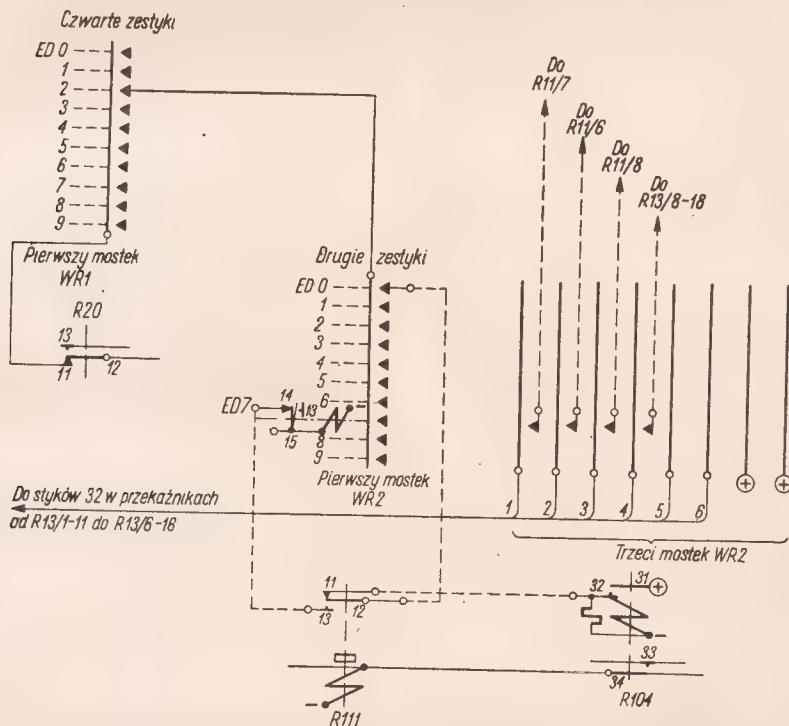 Czwarte zestyki
ED 0
1
2
3
4
5
6
7
8
9
Pierwszy mostek
WR1
R20
13
11
12
Do
R11/7
Do
R11/6
Do
R11/8
Do
R13/8-18
Drugie zestyki
ED 0
1
2
3
4
5
6
8
9
ED7
14
13
15
Pierwszy mostek
WR2
Do styków 32 w przekaźnikach
od R13/1-11 do R13/6-16
1
2
3
4
5
6
Trzeci mostek WR2
11
12
13
R111
31
32
33
34
R104